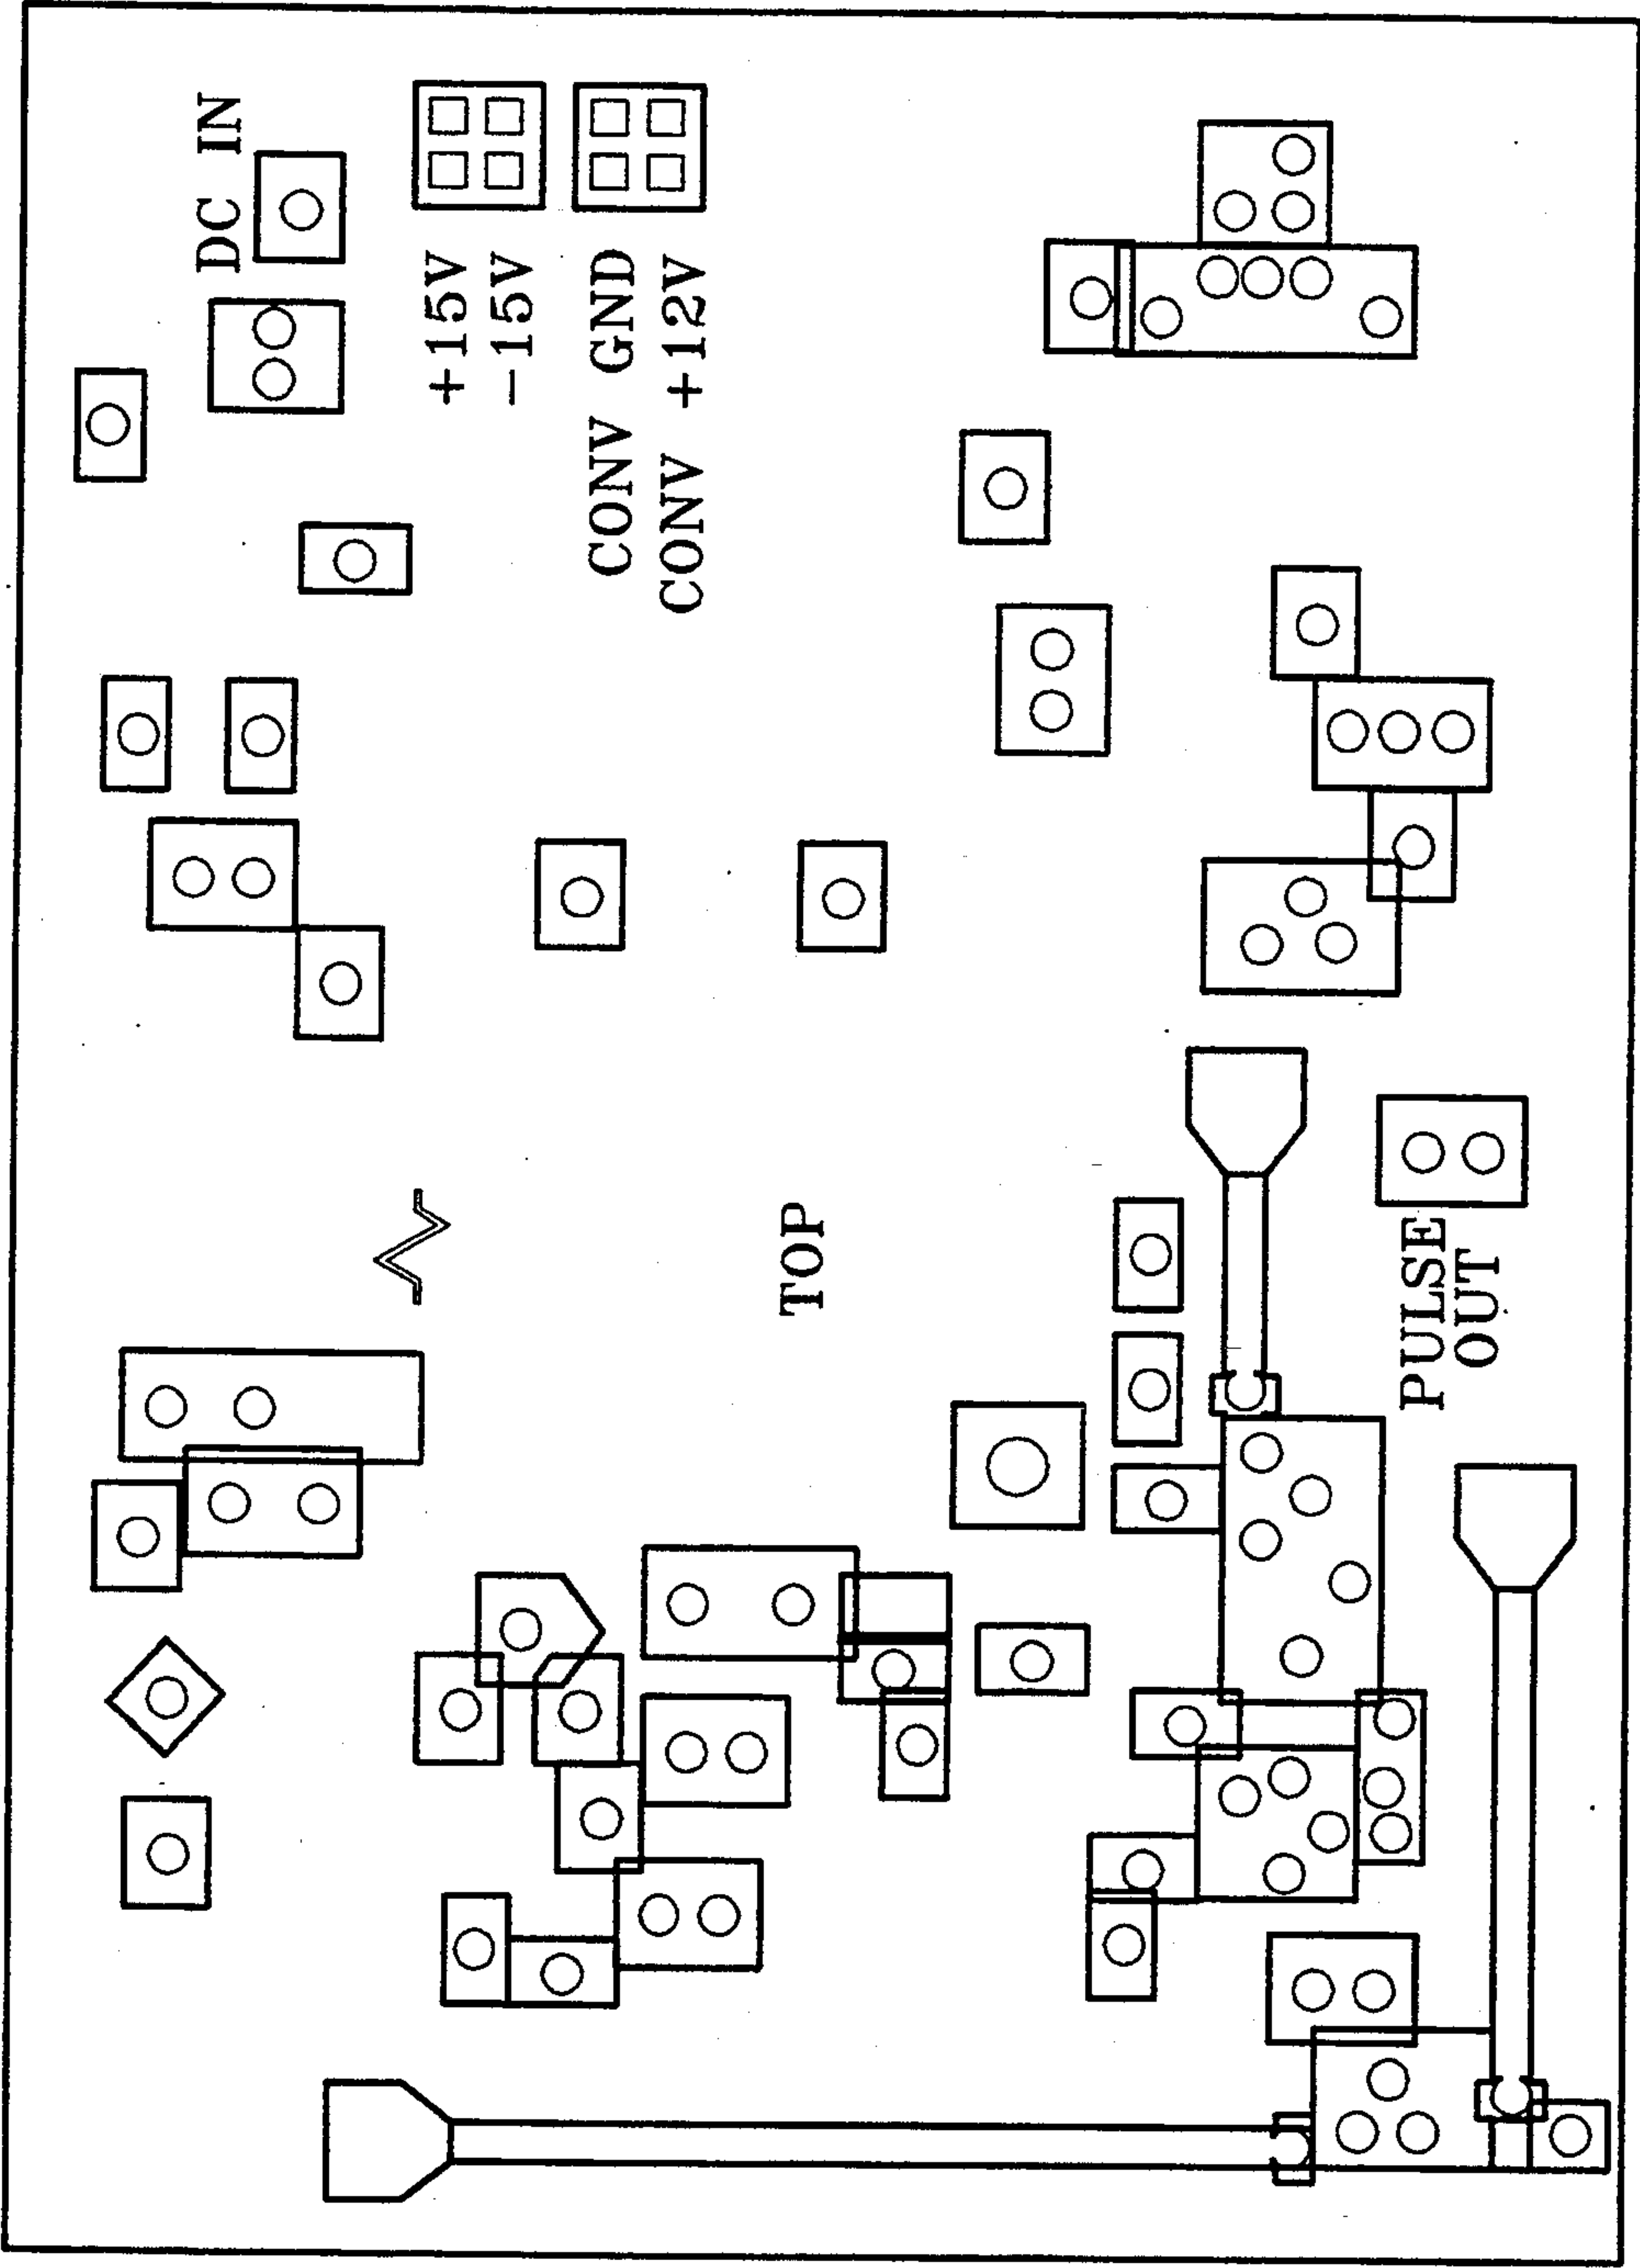 DC IN
+15V
-15V
CONV GND
CONV +12V
TOP
PULSE
OUT